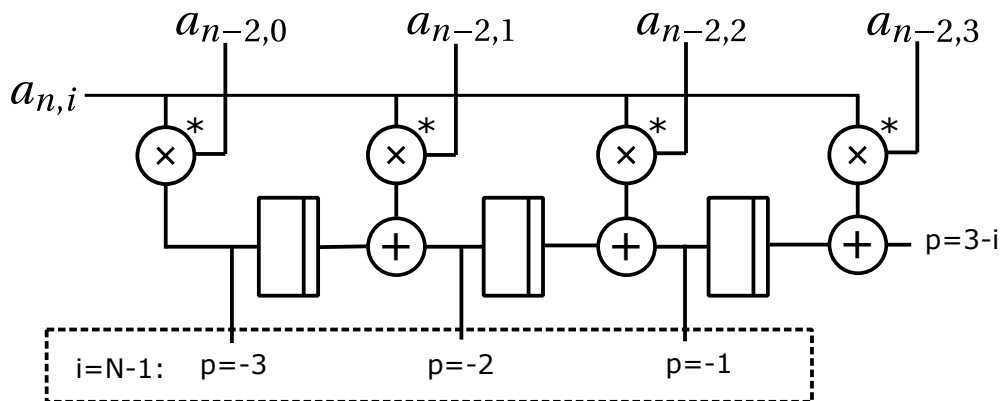 a_{n-2,0} a_{n-2,1} a_{n-2,2} a_{n-2,3}
a_{n,i}
* * * *
× × × ×
+ + + p=3-i
i=N-1: p=-3 p=-2 p=-1